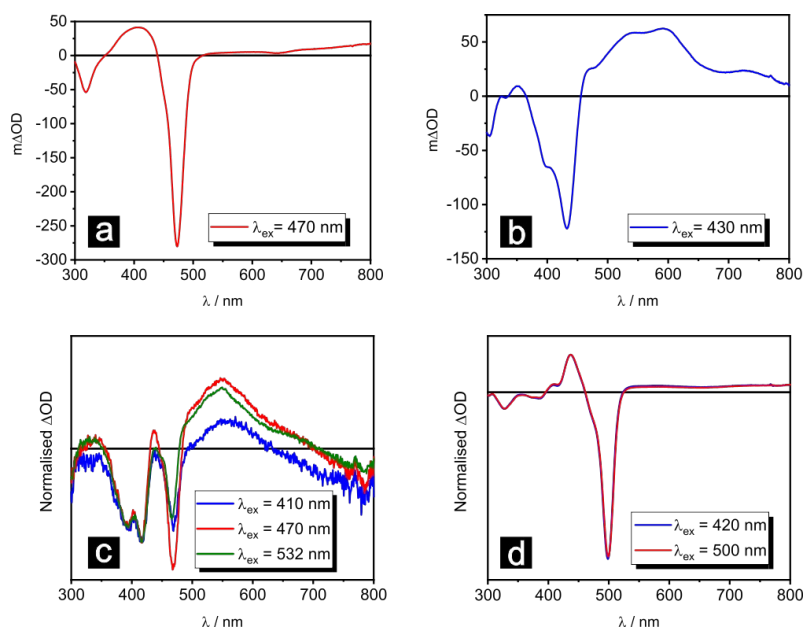 50
0
-50
-100
-150
-200
-250
-300
mΔOD
a
λex= 470 nm
300 400 500 600 700 800
λ / nm
50
0
-50
-100
-150
mΔOD
b
λex= 430 nm
300 400 500 600 700 800
λ / nm
Normalised ΔOD
c
λex = 410 nm
λex = 470 nm
λex = 532 nm
300 400 500 600 700 800
λ / nm
Normalised ΔOD
d
λex = 420 nm
λex = 500 nm
300 400 500 600 700 800
λ / nm